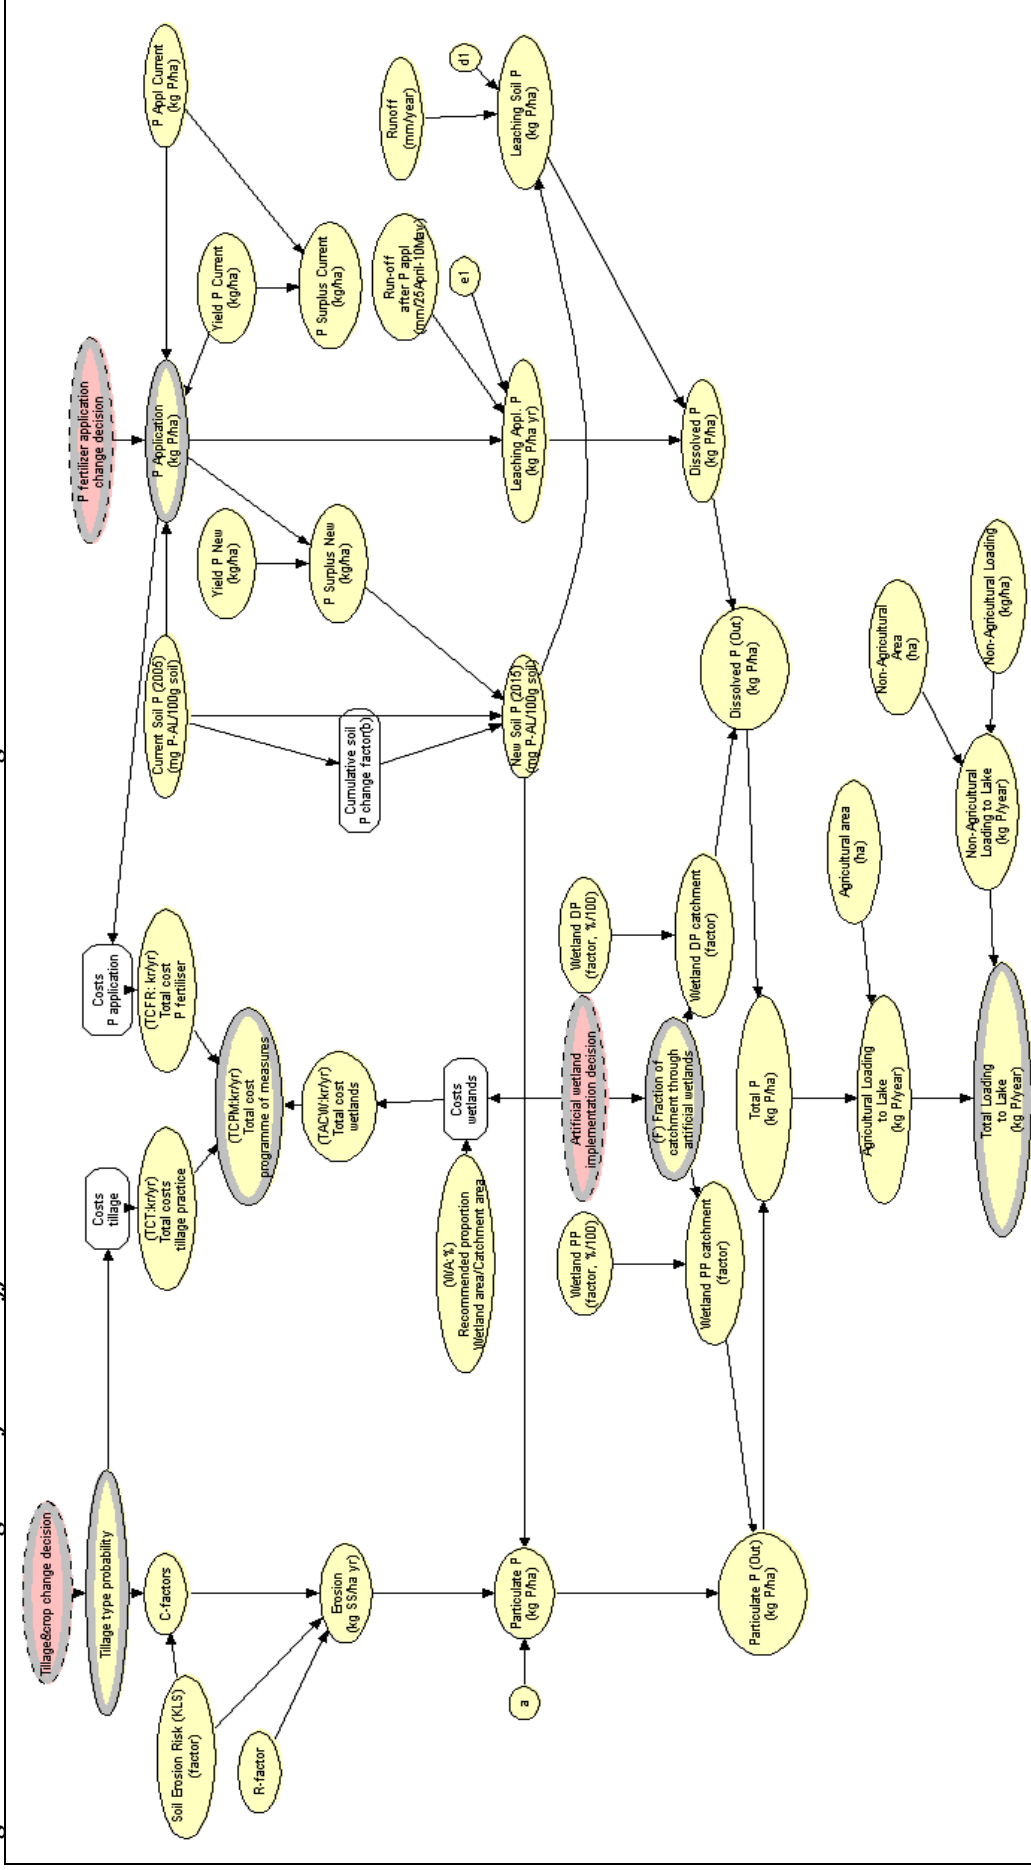 Tillage&crop change decision
P fertilizer application
change decision
Tillage type probability
Costs
tillage
Costs
P application
Soil Erosion Risk (KLS)
(factor)
C-factors
(TCT:kr/yr)
Total costs
tillage practice
(TCFR: kr/yr)
Total cost
P fertiliser
Current Soil P (2005)
(mg P-AL/100g soil)
P Application
(kg P/ha)
P Appl Current
(kg P/ha)
R-factor
(TCPM:kr/yr)
Total cost
programme of measures
Yield P New
(kg/ha)
Yield P Current
(kg/ha)
Erosion
(kg SS/ha yr)
(TACW:kr/yr)
Total cost
wetlands
Cumulative soil
P change factor(b)
P Surplus New
(kg/ha)
P Surplus Current
(kg/ha)
Run-off
after P appl
(mm/25April-10May)
Runoff
(mm/year)
(WA:%)
Recommended proportion
Wetland area/Catchment area
Costs
wetlands
e1
d1
a
Particulate P
(kg P/ha)
New Soil P (2015)
(mg P-AL/100g soil)
Leaching Appl. P
(kg P/ha yr)
Leaching Soil P
(kg P/ha)
Wetland PP
(factor, %/100)
Artificial wetland
implementation decision
Wetland DP
(factor, %/100)
(F) Fraction of
catchment through
artificial wetlands
Wetland PP catchment
(factor)
Wetland DP catchment
(factor)
Dissolved P
(kg P/ha)
Particulate P (Out)
(kg P/ha)
Total P
(kg P/ha)
Dissolved P (Out)
(kg P/ha)
Agricultural Loading
to Lake
(kg P/year)
Agricultural area
(ha)
Non-Agricultural
Area
(ha)
Total Loading
to Lake
(kg P/year)
Non-Agricultural
Loading to Lake
(kg P/year)
Non-Agricultural Loading
(kg/ha)